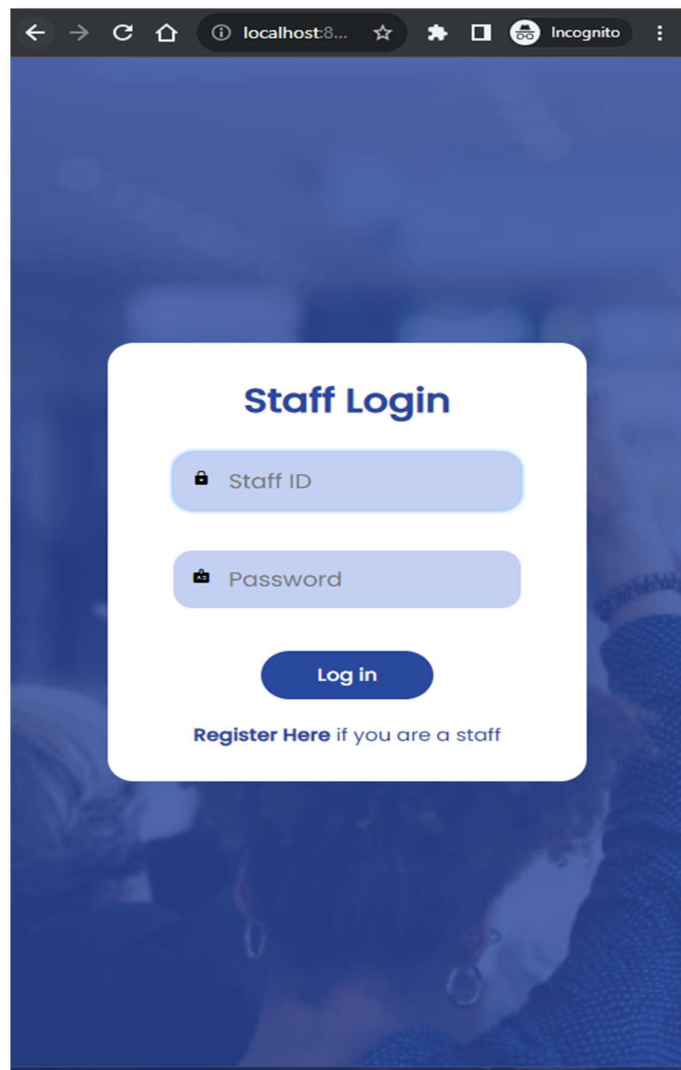 localhost:8... Incognito
Staff Login
Staff ID
Password
Log in
Register Here if you are a staff